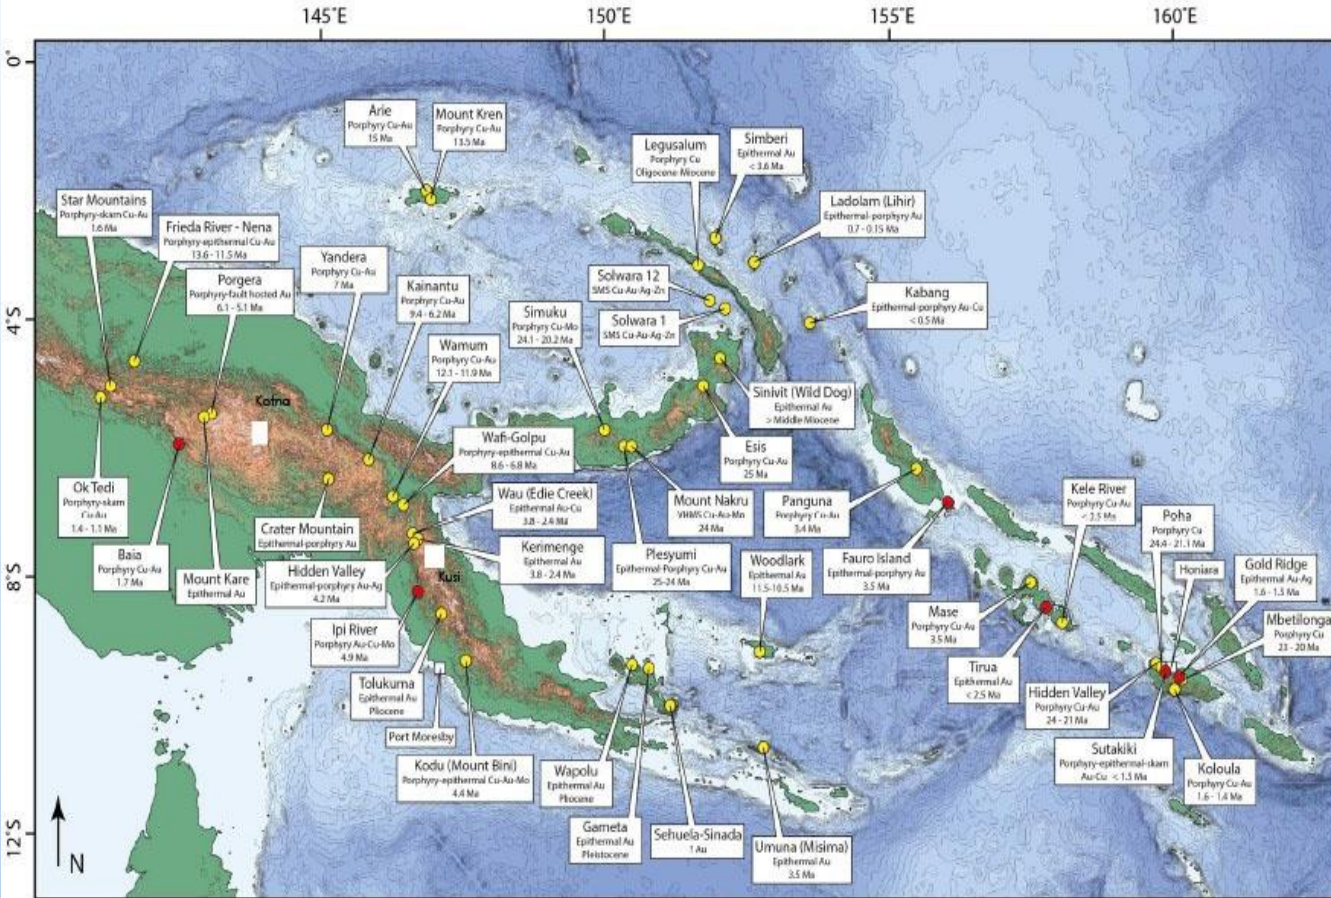 145°E
150°E
155°E
160°E
0°
4°S
8°S
12°S
Arie
Porphyry Cu-Au
15 Ma
Mount Kren
Porphyry Cu-Au
13.5 Ma
Legusalum
Porphyry Cu
Oligocene-Miocene
Simberi
Epithermal Au
< 3.6 Ma
Ladolam (Lihir)
Epithermal-porphyry Au
0.7 - 0.15 Ma
Star Mountains
Porphyry-skarn Cu-Au
1.6 Ma
Frieda River - Nena
Porphyry-epithermal Cu-Au
13.6 - 11.5 Ma
Porgera
Porphyry-fault hosted Au
6.1 - 5.1 Ma
Yandera
Porphyry Cu-Au
7 Ma
Kainantu
Porphyry Cu-Au
9.4 - 6.2 Ma
Wamum
Porphyry Cu-Au
12.1 - 11.9 Ma
Simuku
Porphyry Cu-Mo
24.1 - 20.2 Ma
Solwara 12
SMS Cu-Au-Ag-Zn
Solwara 1
SMS Cu-Au-Ag-Zn
Kabang
Epithermal-porphyry Au-Cu
< 0.5 Ma
Sinivit (Wild Dog)
Epithermal Au
> Middle Miocene
Kotna
Wafi-Golpu
Porphyry-epithermal Cu-Au
8.6 - 6.8 Ma
Esis
Porphyry Cu-Au
25 Ma
Ok Tedi
Porphyry-skarn
Cu-Au
1.4 - 1.1 Ma
Baia
Porphyry Cu-Au
1.7 Ma
Mount Kare
Epithermal Au
Crater Mountain
Epithermal-porphyry Au
Wau (Edie Creek)
Epithermal Au-Cu
3.8 - 2.4 Ma
Kerimenge
Epithermal Au
3.8 - 2.4 Ma
Hidden Valley
Epithermal-porphyry Au-Ag
4.2 Ma
Kusi
Mount Nakru
VHMS Cu-Au-Mo
24 Ma
Plesyumi
Epithermal-Porphyry Cu-Au
25-24 Ma
Panguna
Porphyry Cu-Au
3.4 Ma
Fauro Island
Epithermal-porphyry Au
3.5 Ma
Woodlark
Epithermal Au
11.5-10.5 Ma
Kele River
Porphyry Cu-Au
< 2.5 Ma
Poha
Porphyry Cu
24.4 - 21.1 Ma
Honiara
Gold Ridge
Epithermal Au-Ag
1.6 - 1.5 Ma
Mbetilonga
Porphyry Cu
23 - 20 Ma
Mase
Porphyry Cu-Au
3.5 Ma
Tirua
Epithermal Au
< 2.5 Ma
Hidden Valley
Porphyry Cu-Au
24 - 21 Ma
Sutakiki
Porphyry-epithermal-skarn
Au-Cu < 1.5 Ma
Koloula
Porphyry Cu-Au
1.6 - 1.4 Ma
Ipi River
Porphyry Au-Cu-Mo
4.9 Ma
Tolukuma
Epithermal Au
Pliocene
Port Moresby
Kodu (Mount Bini)
Porphyry-epithermal Cu-Au-Mo
4.4 Ma
Wapolu
Epithermal Au
Pliocene
Gameta
Epithermal Au
Pleistocene
Sehuela-Sinada
? Au
Umuna (Misima)
Epithermal Au
3.5 Ma
N